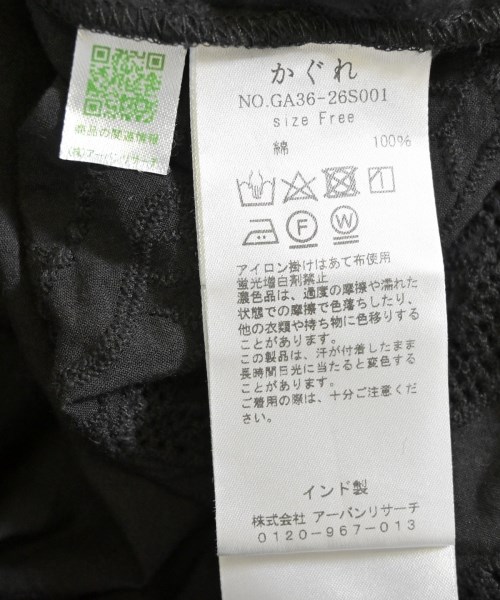 かぐれ
NO.GA36-26S001
size Free
綿 100%
F
W
アイロン掛けはあて布使用
蛍光増白剤禁止
濃色品は、過度の摩擦や濡れた
状態での摩擦で色落ちしたり、
他の衣類や持ち物に色移りする
ことがあります。
この製品は、汗が付着したまま
長時間日光に当たると変色する
ことがあります。
ご着用の際は、十分ご注意くだ
さい。
インド製
株式会社 アーバンリサーチ
0120-967-013
商品の関連情報
(株)アーバンリサーチ